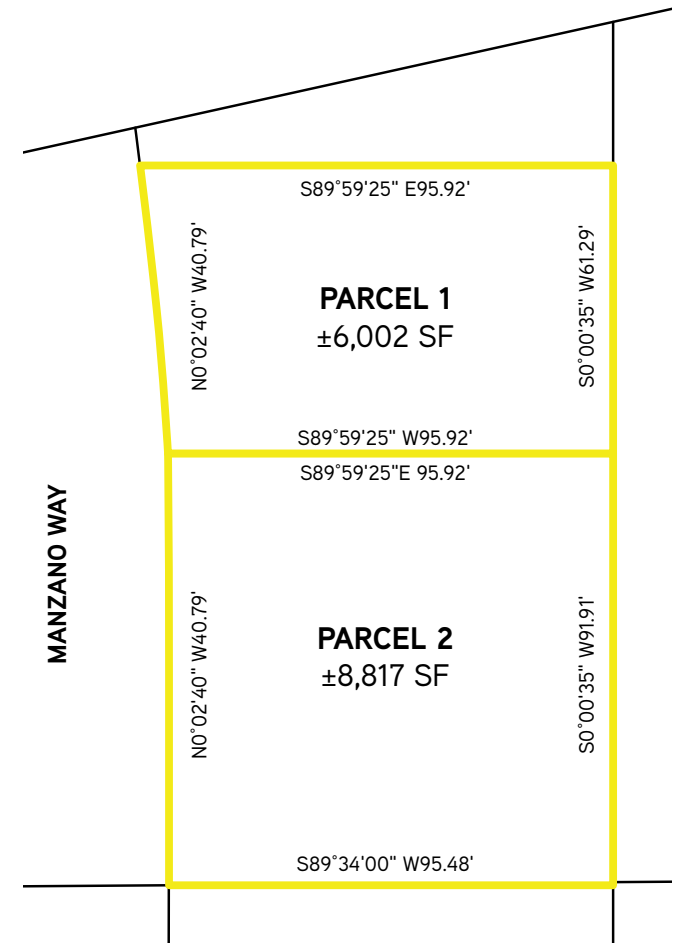 S89°59'25" E95.92'
N0°02'40" W40.79'
PARCEL 1
±6,002 SF
S0°00'35" W61.29'
S89°59'25" W95.92'
S89°59'25"E 95.92'
MANZANO WAY
N0°02'40" W40.79'
PARCEL 2
±8,817 SF
S0°00'35" W91.91'
S89°34'00" W95.48'